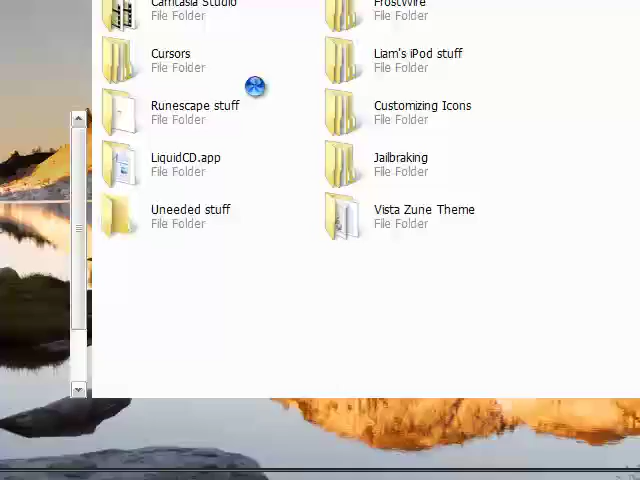 Camtasia Studio
File Folder
FrostWire
File Folder
Cursors
File Folder
Liam's iPod stuff
File Folder
Runescape stuff
File Folder
Customizing Icons
File Folder
LiquidCD.app
File Folder
Jailbraking
File Folder
Uneeded stuff
File Folder
Vista Zune Theme
File Folder